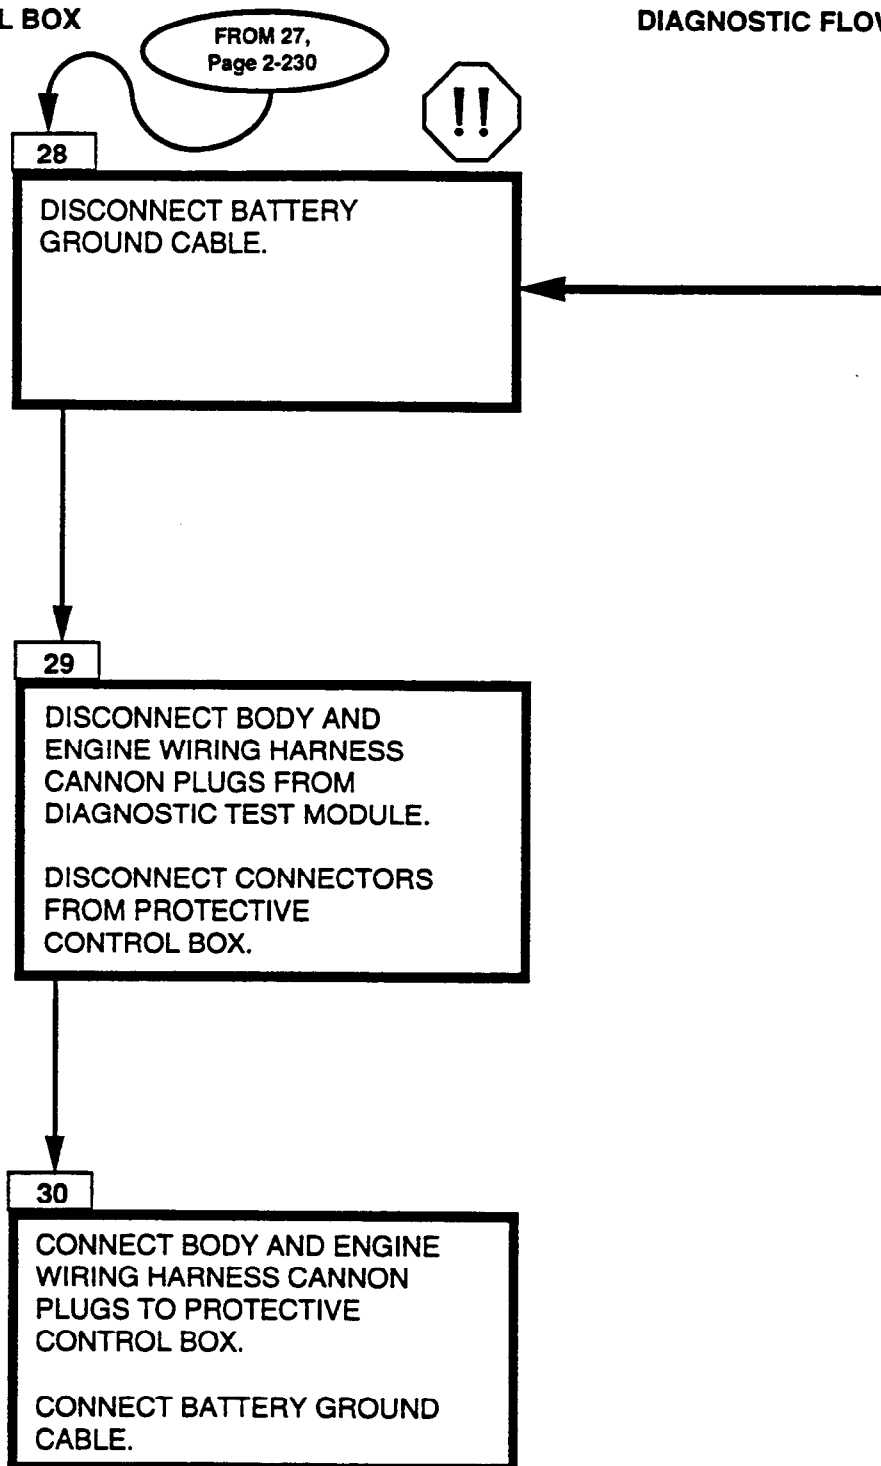 L BOX
DIAGNOSTIC FLOW
FROM 27,
Page 2-230
!!
28
DISCONNECT BATTERY
GROUND CABLE.
29
DISCONNECT BODY AND
ENGINE WIRING HARNESS
CANNON PLUGS FROM
DIAGNOSTIC TEST MODULE.
DISCONNECT CONNECTORS
FROM PROTECTIVE
CONTROL BOX.
30
CONNECT BODY AND ENGINE
WIRING HARNESS CANNON
PLUGS TO PROTECTIVE
CONTROL BOX.
CONNECT BATTERY GROUND
CABLE.